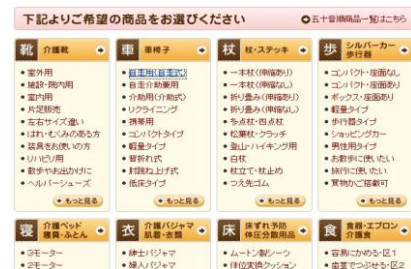 下記よりご希望の商品をお選びください
五十音順商品一覧はこちら
靴 介護靴
・室外用
・施設・院内用
・室内用
・片足販売
・左右サイズ違い
・はれ・むくみのある方
・装具をお使いの方
・リハビリ用
・散歩やお出かけに
・ヘルパーシューズ
もっと見る
車 車椅子
・自走用(自走式)
・自走介助兼用
・介助用(介助式)
・リクライニング
・携帯用
・コンパクトタイプ
・軽量タイプ
・背折れ式
・肘跳ね上げ式
・低床タイプ
もっと見る
杖 杖・ステッキ
・一本杖(伸縮あり)
・一本杖(伸縮なし)
・折り畳み(伸縮あり)
・折り畳み(伸縮なし)
・多点杖・四点杖
・松葉杖・クラッチ
・登山・ハイキング用
・白杖
・杖立て・杖止め
・つえ先ゴム
もっと見る
歩 シルバーカー・歩行器
・コンパクト・座面なし
・コンパクト・座面あり
・ボックス・座面あり
・軽量タイプ
・歩行器タイプ
・ショッピングカー
・男性用タイプ
・お散歩に使いたい
・旅行に使いたい
・買物かご搭載可
もっと見る
寝 介護ベッド 寝具・ふとん
・3モーター
・2モーター
衣 介護パジャマ 肌着・衣類
・紳士パジャマ
・婦人パジャマ
床 床ずれ予防 体圧分散用品
・ムートン製シーツ
・体位変換クッション
食 食器・エプロン 介護食
・容易にかめる・区1
・歯茎でつぶせる・区2